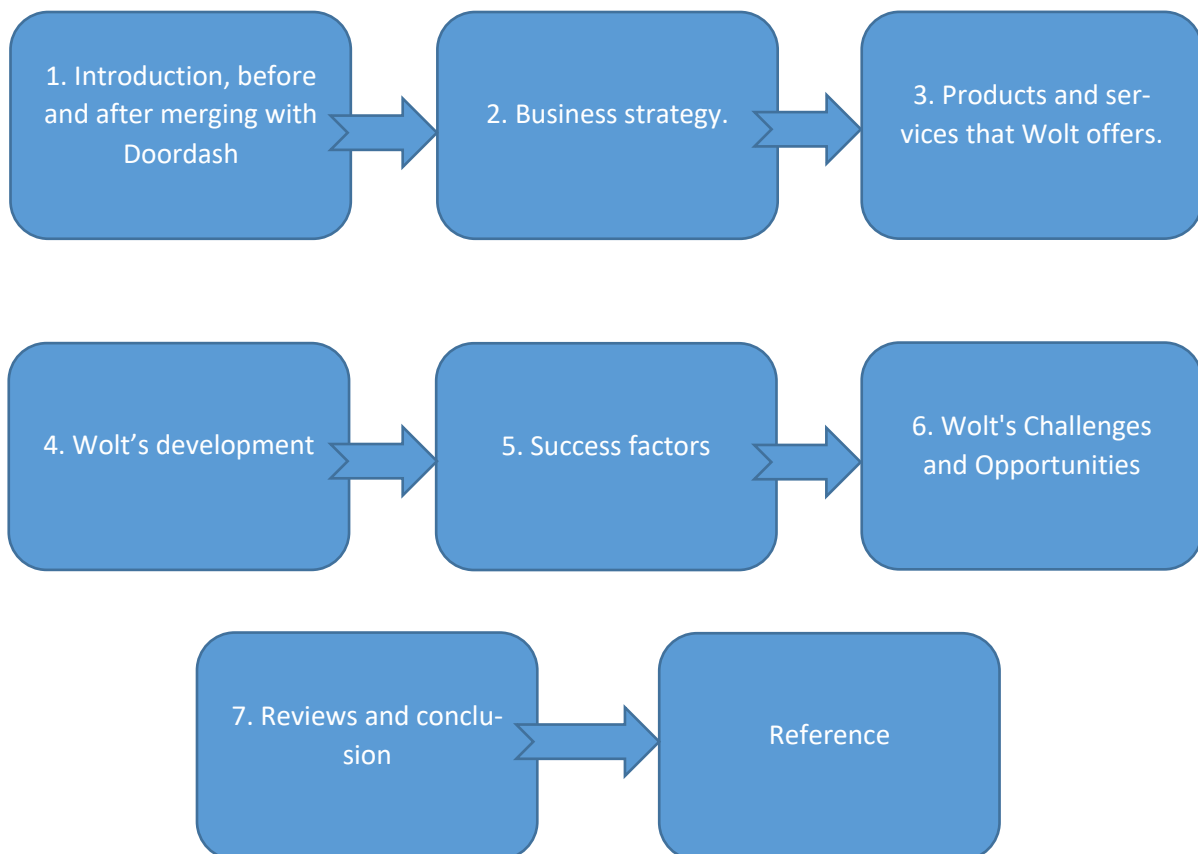 1. Introduction, before
and after merging with
Doordash
2. Business strategy.
3. Products and ser-
vices that Wolt offers.
4. Wolt’s development
5. Success factors
6. Wolt's Challenges
and Opportunities
7. Reviews and conclu-
sion
Reference